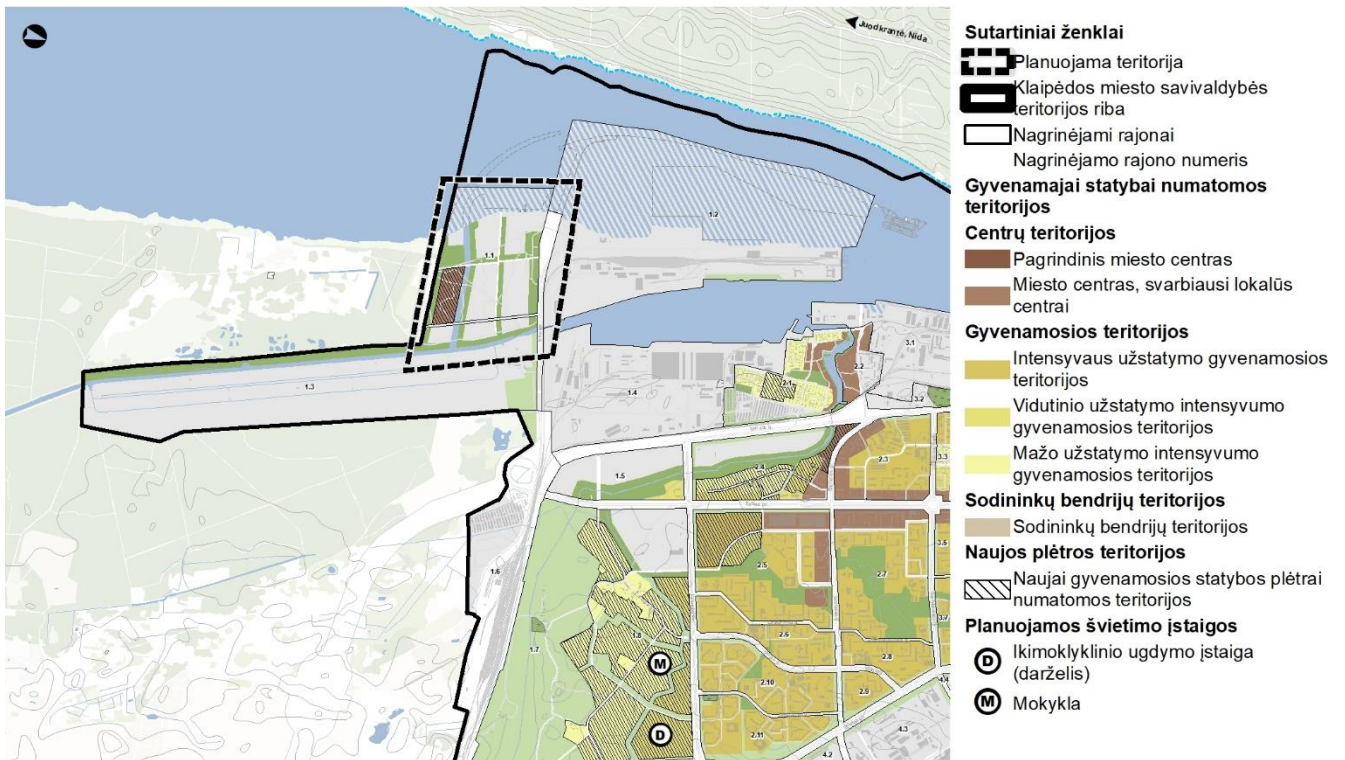 Juodkrantė, Nida
1.2
1.1
3.1
1.3
2.2
2.1
1.4
3.2
2.3
3.3
2.4
1.5
3.5
2.5
2.7
1.6
3.7
1.8
2.6
1.7
2.8
4.4
2.10
2.9
2.11
4.3
4.2
M
D
Sutartiniai ženklai
Planuojama teritorija
Klaipėdos miesto savivaldybės
teritorijos riba
Nagrinėjami rajonai
Nagrinėjamo rajono numeris
Gyvenamajai statybai numatomos
teritorijos
Centrų teritorijos
Pagrindinis miesto centras
Miesto centras, svarbiausi lokalūs
centrai
Gyvenamosios teritorijos
Intensyvaus užstatymo gyvenamosios
teritorijos
Vidutinio užstatymo intensyvumo
gyvenamosios teritorijos
Mažo užstatymo intensyvumo
gyvenamosios teritorijos
Sodininkų bendrijų teritorijos
Sodininkų bendrijų teritorijos
Naujos plėtros teritorijos
Naujai gyvenamosios statybos plėtrai
numatomos teritorijos
Planuojamos švietimo įstaigos
D Ikimoklyklinio ugdymo įstaiga
(darželis)
M Mokykla